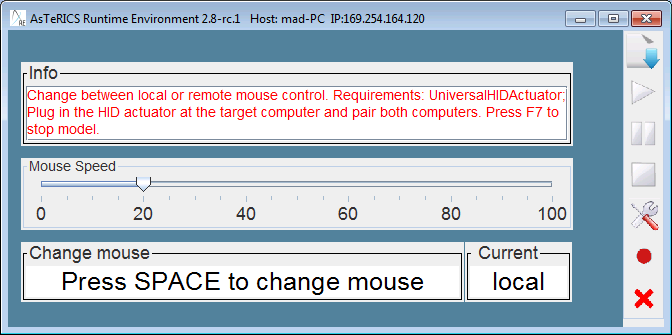 AsTeRICS Runtime Environment 2.8-rc.1 Host: mad-PC IP:169.254.164.120
Info
Change between local or remote mouse control. Requirements: UniversalHIDActuator;
Plug in the HID actuator at the target computer and pair both computers. Press F7 to
stop model.
Mouse Speed
0 20 40 60 80 100
Change mouse
Press SPACE to change mouse
Current
local